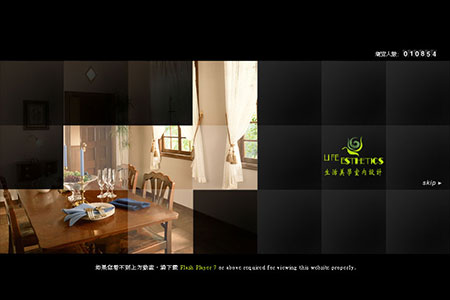 瀏覽人數: 010854
LIFE ESTHETICS
生活美學室內設計
skip ▸
如果您看不到上方動畫，請下載 Flash Player 7 or above required for viewing this website properly.